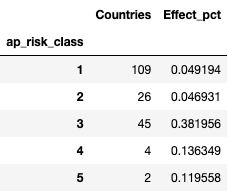 Countries Effect_pct
ap_risk_class
1 109 0.049194
2 26 0.046931
3 45 0.381956
4 4 0.136349
5 2 0.119558